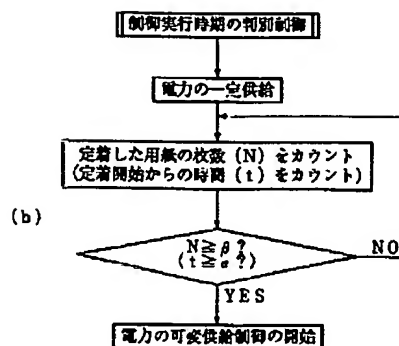 制御実行時期の判別制御
電力の一定供給
定着した用紙の枚数(N)をカウント
(定着開始からの時間(t)をカウント)
(b)
N≧β?
(t≧α?)
NO
YES
電力の可変供給制御の開始